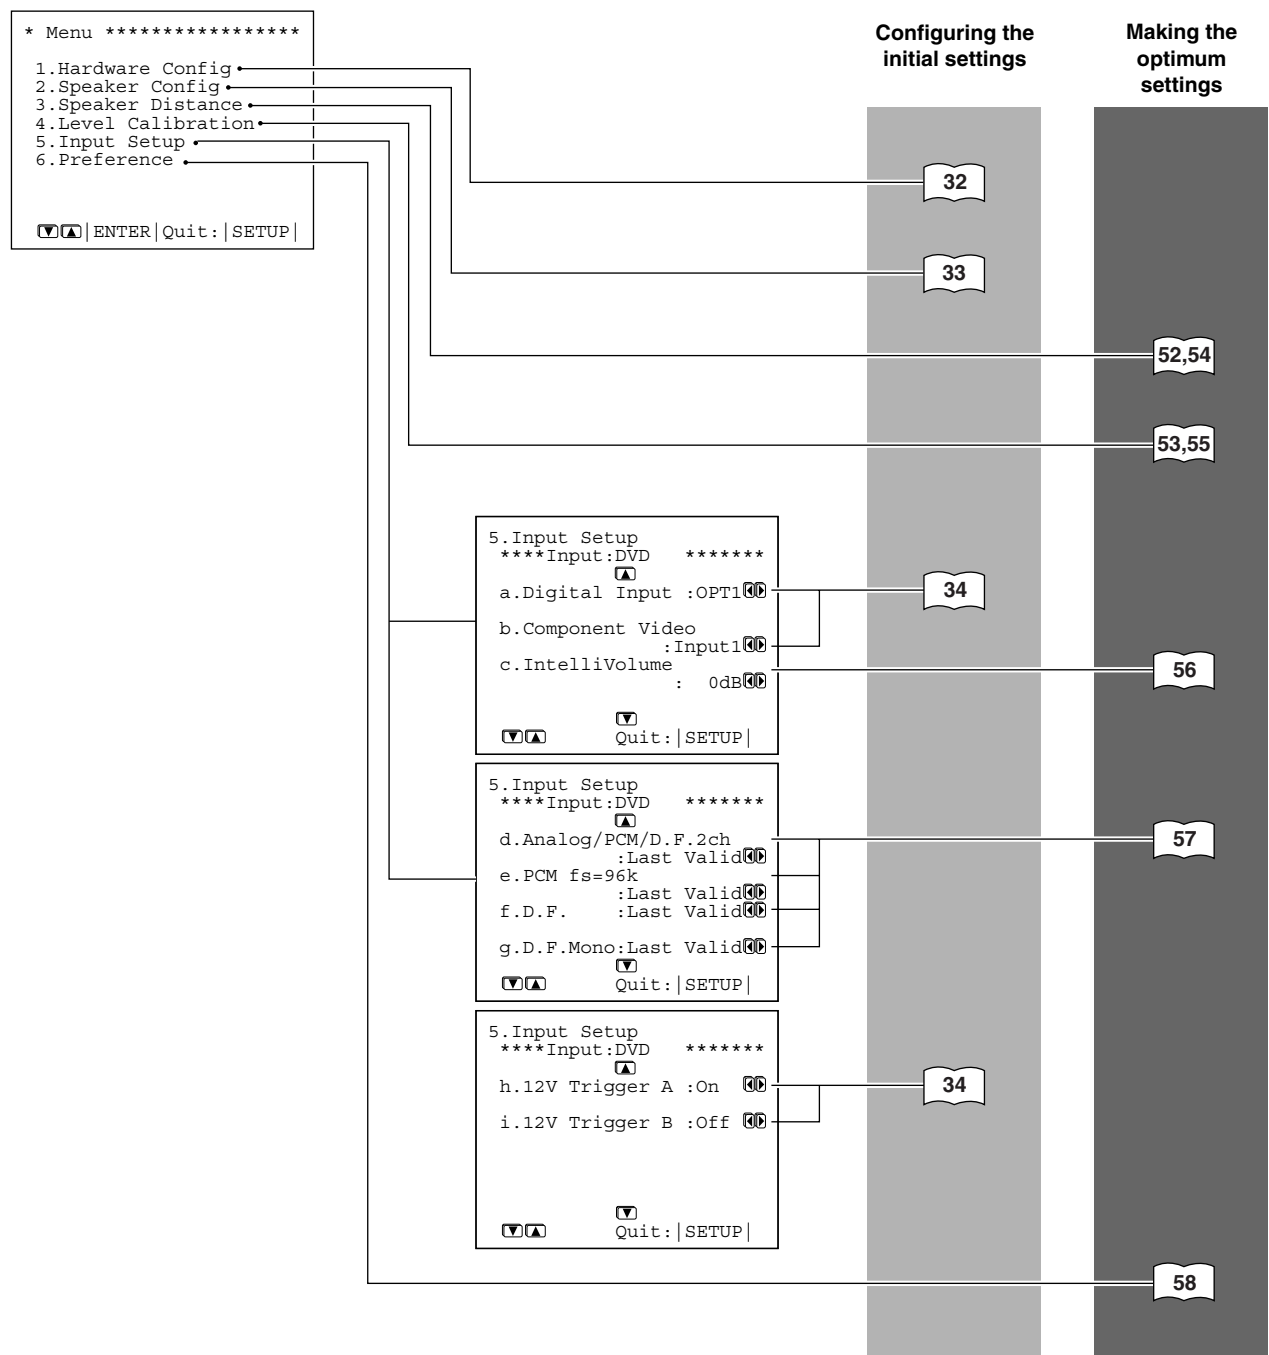 * Menu *****************
1.Hardware Config
2.Speaker Config
3.Speaker Distance
4.Level Calibration
5.Input Setup
6.Preference
▼▲|ENTER|Quit:|SETUP|
Configuring the
initial settings
Making the
optimum
settings
32
33
52,54
53,55
5.Input Setup
****Input:DVD *******
▲
a.Digital Input :OPT1◀▶
b.Component Video
:Input1◀▶
c.IntelliVolume
: 0dB◀▶
▼
▼▲ Quit:|SETUP|
34
56
5.Input Setup
****Input:DVD *******
▲
d.Analog/PCM/D.F.2ch
:Last Valid◀▶
e.PCM fs=96k
:Last Valid◀▶
f.D.F. :Last Valid◀▶
g.D.F.Mono:Last Valid◀▶
▼
▼▲ Quit:|SETUP|
57
5.Input Setup
****Input:DVD *******
▲
h.12V Trigger A :On ◀▶
i.12V Trigger B :Off ◀▶
▼
▼▲ Quit:|SETUP|
34
58